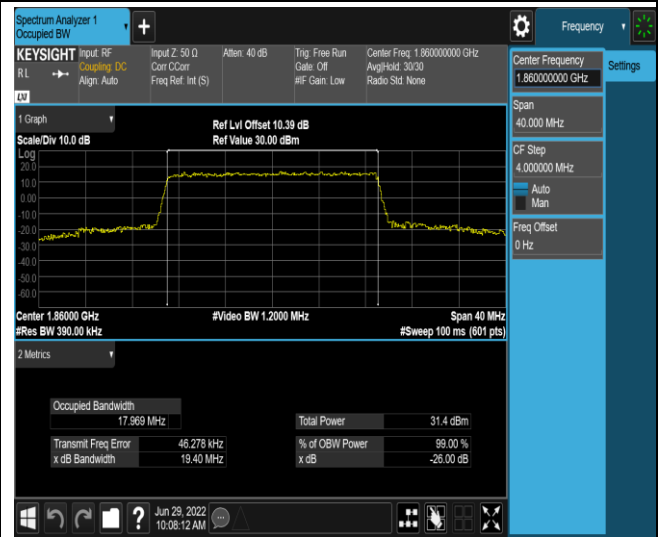 Spectrum Analyzer 1
Occupied BW
+
Frequency
KEYSIGHT Input: RF Input Z: 50 Ω Atten: 40 dB Trig: Free Run Center Freq: 1.860000000 GHz
RL Coupling: DC Corr CCorr Gate: Off Avg|Hold: 30/30
Align: Auto Freq Ref: Int (S) #IF Gain: Low Radio Std: None
LXI
Center Frequency
1.860000000 GHz
Settings
Span
40.000 MHz
CF Step
4.000000 MHz
Auto
Man
Freq Offset
0 Hz
1 Graph
Ref Lvl Offset 10.39 dB
Scale/Div 10.0 dB Ref Value 30.00 dBm
Log
20.0
10.0
0.00
-10.0
-20.0
-30.0
-40.0
-50.0
-60.0
Center 1.86000 GHz #Video BW 1.2000 MHz Span 40 MHz
#Res BW 390.00 kHz #Sweep 100 ms (601 pts)
2 Metrics
Occupied Bandwidth
17.969 MHz Total Power 31.4 dBm
Transmit Freq Error 46.278 kHz % of OBW Power 99.00 %
x dB Bandwidth 19.40 MHz x dB -26.00 dB
?
Jun 29, 2022
10:08:12 AM